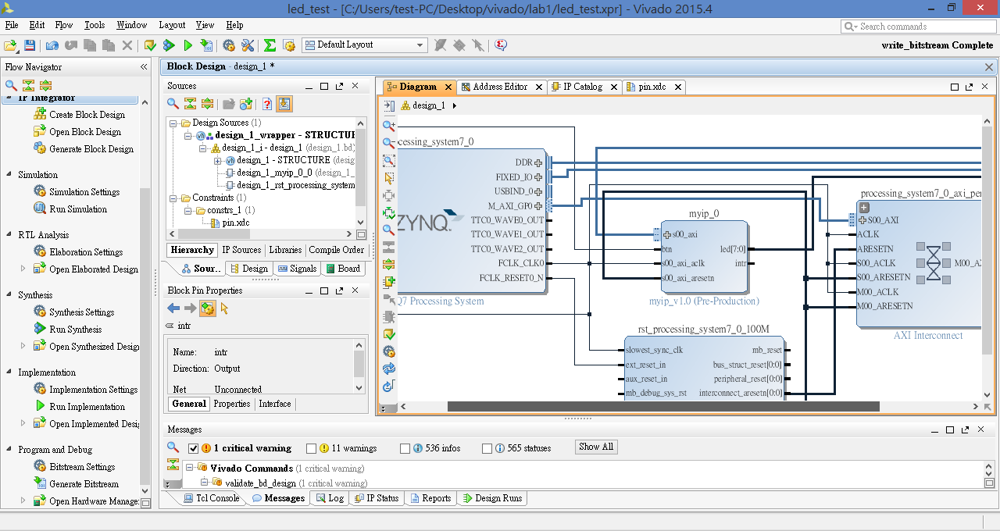 led_test - [C:/Users/test-PC/Desktop/vivado/lab1/led_test.xpr] - Vivado 2015.4
File Edit Flow Tools Window Layout View Help
Search commands
Default Layout
write_bitstream Complete
Flow Navigator
IP Integrator
Create Block Design
Open Block Design
Generate Block Design
Simulation
Simulation Settings
Run Simulation
RTL Analysis
Elaboration Settings
Open Elaborated Design
Synthesis
Synthesis Settings
Run Synthesis
Open Synthesized Desig
Implementation
Implementation Settings
Run Implementation
Open Implemented Desi
Program and Debug
Bitstream Settings
Generate Bitstream
Open Hardware Manage
Block Design - design_1 *
Sources
Design Sources (1)
design_1_wrapper - STRUCTU
design_1_i - design_1 (design_1.bd)
design_1 - STRUCTURE (desig
design_1_myip_0_0 (design_1_
design_1_rst_processing_system
Constraints (1)
constrs_1 (1)
pin.xdc
Hierarchy IP Sources Libraries Compile Order
Sour... Design Signals Board
Block Pin Properties
intr
Name: intr
Direction: Output
Net Unconnected
General Properties Interface
Diagram Address Editor IP Catalog pin.xdc
design_1
cessing_system7_0
DDR
FIXED_IO
USBIND_0
M_AXI_GP0
TTC0_WAVE0_OUT
TTC0_WAVE1_OUT
TTC0_WAVE2_OUT
FCLK_CLK0
FCLK_RESET0_N
ZYNQ
Q7 Processing System
myip_0
s00_axi
btn
s00_axi_aclk
s00_axi_aresetn
led[7:0]
intr
myip_v1.0 (Pre-Production)
rst_processing_system7_0_100M
slowest_sync_clk
ext_reset_in
aux_reset_in
mb_debug_sys_rst
mb_reset
bus_struct_reset[0:0]
peripheral_reset[0:0]
interconnect_aresetn[0:0]
processing_system7_0_axi_per
S00_AXI
ACLK
ARESETN
S00_ACLK
S00_ARESETN
M00_ACLK
M00_ARESETN
M00_AX
AXI Interconnect
Messages
1 critical warning 11 warnings 536 infos 565 statuses Show All
Vivado Commands (1 critical warning)
validate_bd_design (1 critical warning)
Tcl Console Messages Log IP Status Reports Design Runs